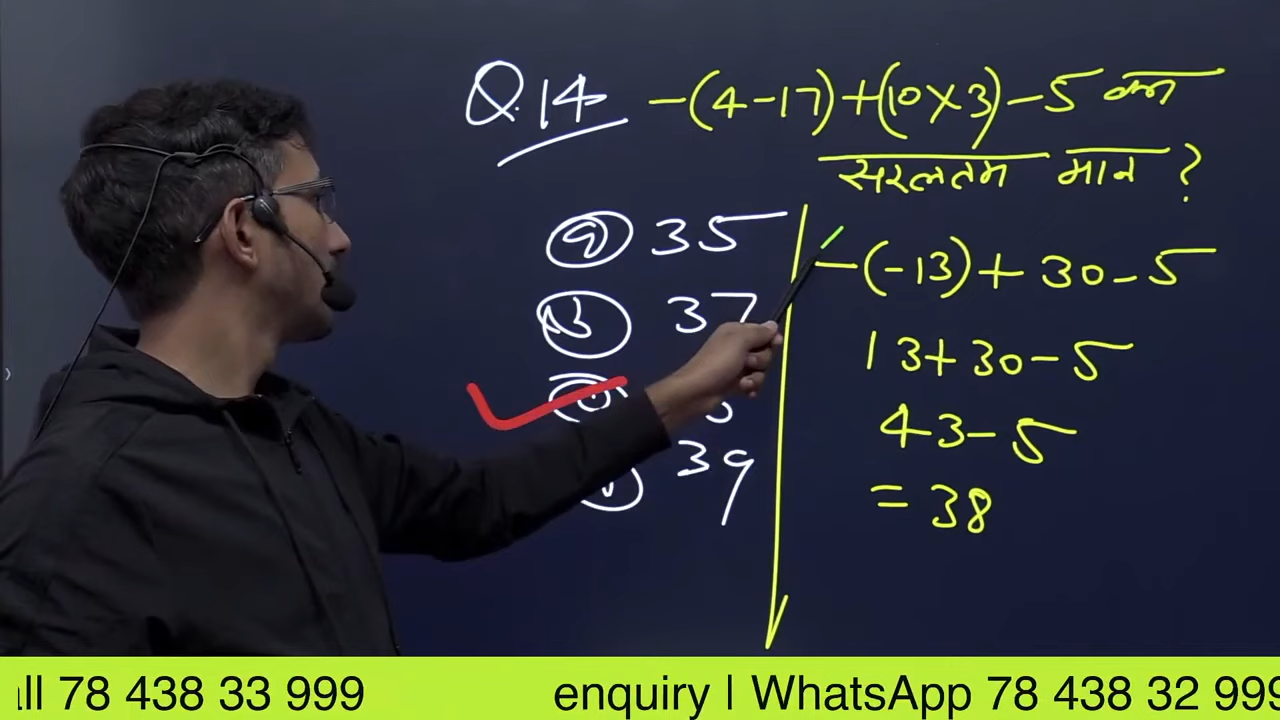 Q.14 -(4-17)+(10×3)-5 का
सरलतम मान ?
(a) 35
(b) 37
(d) 39
-(-13)+30-5
13+30-5
43-5
= 38
all 78 438 33 999 enquiry | WhatsApp 78 438 32 999